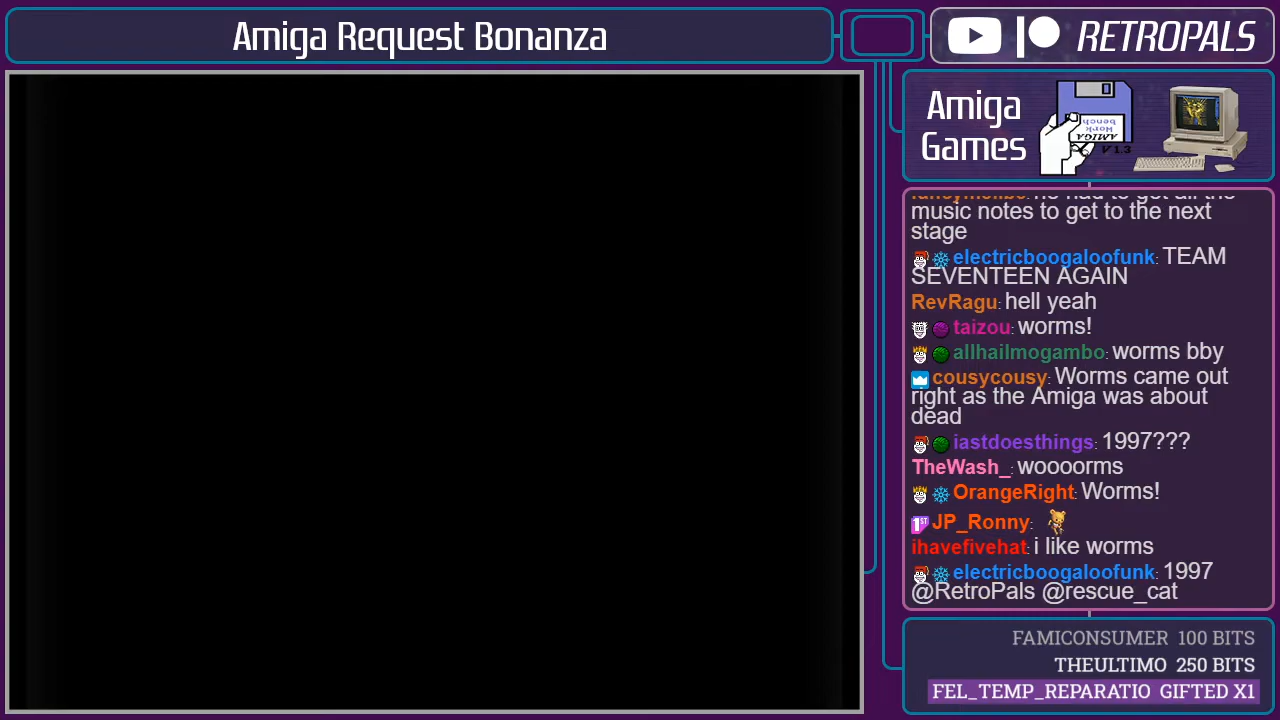 Amiga Request Bonanza
RETROPALS
Amiga
Games
music notes to get to the next
stage
electricboogaloofunk: TEAM
SEVENTEEN AGAIN
RevRagu: hell yeah
taizou: worms!
allhailmogambo: worms bby
cousycousy: Worms came out
right as the Amiga was about
dead
iastdoesthings: 1997???
TheWash_: woooorms
OrangeRight: Worms!
1ST JP_Ronny:
ihavefivehat: i like worms
electricboogaloofunk: 1997
@RetroPals @rescue_cat
FAMICONSUMER 100 BITS
THEULTIMO 250 BITS
FEL_TEMP_REPARATIO GIFTED X1